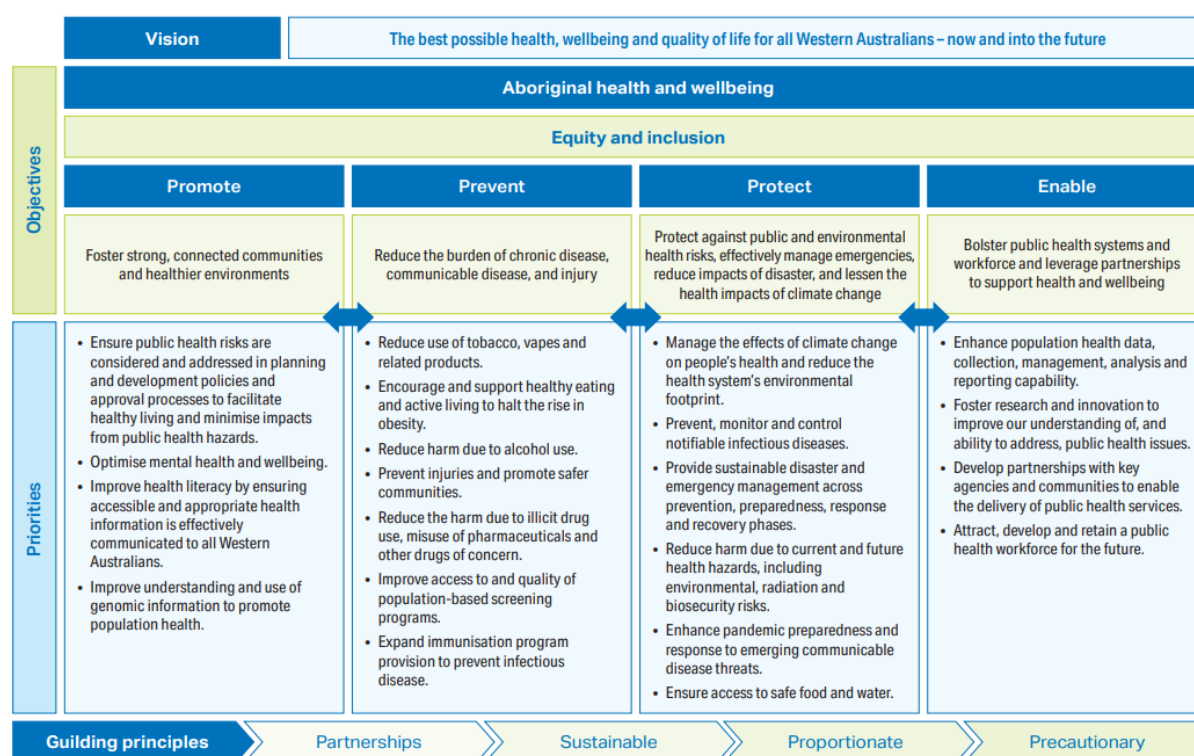 Vision
The best possible health, wellbeing and quality of life for all Western Australians – now and into the future
Objectives
Aboriginal health and wellbeing
Equity and inclusion
Promote
Prevent
Protect
Enable
Foster strong, connected communities
and healthier environments
Reduce the burden of chronic disease,
communicable disease, and injury
Protect against public and environmental
health risks, effectively manage emergencies,
reduce impacts of disaster, and lessen the
health impacts of climate change
Bolster public health systems and
workforce and leverage partnerships
to support health and wellbeing
Priorities
• Ensure public health risks are
considered and addressed in planning
and development policies and
approval processes to facilitate
healthy living and minimise impacts
from public health hazards.
• Optimise mental health and wellbeing.
• Improve health literacy by ensuring
accessible and appropriate health
information is effectively
communicated to all Western
Australians.
• Improve understanding and use of
genomic information to promote
population health.
• Reduce use of tobacco, vapes and
related products.
• Encourage and support healthy eating
and active living to halt the rise in
obesity.
• Reduce harm due to alcohol use.
• Prevent injuries and promote safer
communities.
• Reduce the harm due to illicit drug
use, misuse of pharmaceuticals and
other drugs of concern.
• Improve access to and quality of
population-based screening
programs.
• Expand immunisation program
provision to prevent infectious
disease.
• Manage the effects of climate change
on people's health and reduce the
health system's environmental
footprint.
• Prevent, monitor and control
notifiable infectious diseases.
• Provide sustainable disaster and
emergency management across
prevention, preparedness, response
and recovery phases.
• Reduce harm due to current and future
health hazards, including
environmental, radiation and
biosecurity risks.
• Enhance pandemic preparedness and
response to emerging communicable
disease threats.
• Ensure access to safe food and water.
• Enhance population health data,
collection, management, analysis and
reporting capability.
• Foster research and innovation to
improve our understanding of, and
ability to address, public health issues.
• Develop partnerships with key
agencies and communities to enable
the delivery of public health services.
• Attract, develop and retain a public
health workforce for the future.
Guilding principles
Partnerships
Sustainable
Proportionate
Precautionary